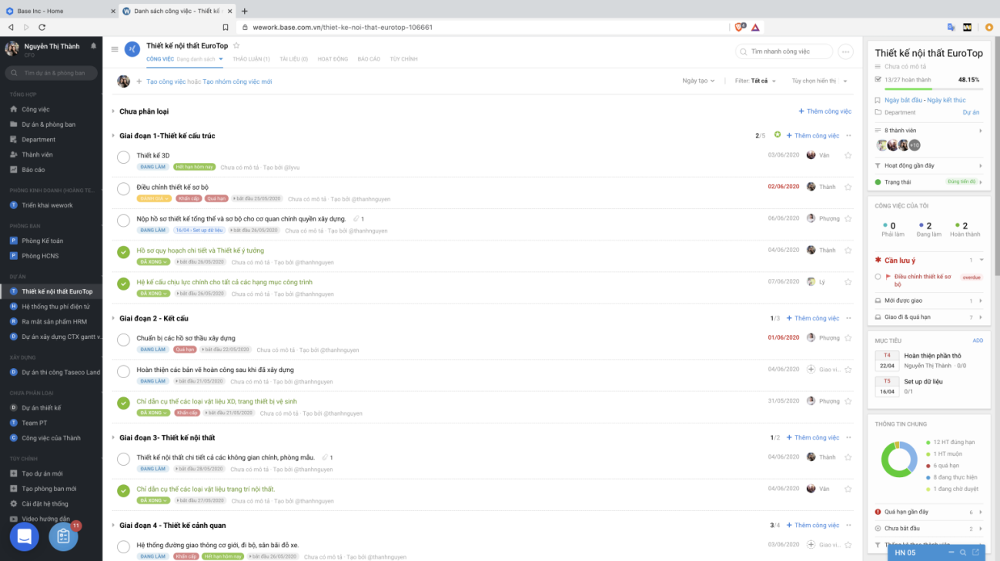 Base Inc - Home
Danh sách công việc - Thiết kế
wework.base.com.vn/thiet-ke-noi-that-eurotop-106661
Nguyễn Thị Thành
CFO
Tìm dự án & phòng ban
TỔNG HỢP
Công việc
Dự án & phòng ban
Department
Thành viên
Báo cáo
PHÒNG KINH DOANH (HOÀNG TE...
Triển khai wework
PHÒNG BAN
Phòng Kế toán
Phòng HCNS
DỰ ÁN
Thiết kế nội thất EuroTop
Hệ thống thu phí điện tử
Ra mắt sản phẩm HRM
Dự án xây dựng CTX gantt v...
XÂY DỰNG
Dự án thi công Taseco Land
CHƯA PHÂN LOẠI
Dự án thiết kế
Team PT
Công việc của Thành
TÙY CHỈNH
Tạo dự án mới
Tạo phòng ban mới
Cài đặt hệ thống
Video hướng dẫn
11
Thiết kế nội thất EuroTop
CÔNG VIỆC Dạng danh sách THẢO LUẬN (1) TÀI LIỆU (0) HOẠT ĐỘNG BÁO CÁO TÙY CHỈNH
Tìm nhanh công việc
+ Tạo công việc hoặc Tạo nhóm công việc mới
Ngày tạo Filter: Tất cả Tùy chọn hiển thị
Chưa phân loại + Thêm công việc
Giai đoạn 1-Thiết kế cấu trúc 2/5 + Thêm công việc
Thiết kế 3D 03/06/2020 Vân
ĐANG LÀM Hết hạn hôm nay Chưa có mô tả · Tạo bởi @lyvu
Điều chỉnh thiết kế sơ bộ 02/06/2020 Thành
ĐÁNH GIÁ Khẩn cấp Quá hạn bắt đầu 25/05/2020 Chưa có mô tả · Tạo bởi @thanhnguyen
Nộp hồ sơ thiết kế tổng thể và sơ bộ cho cơ quan chính quyền xây dựng. 1 06/06/2020 Phượng
ĐANG LÀM 16/04 - Set up dữ liệu bắt đầu 26/05/2020 Chưa có mô tả · Tạo bởi @thanhnguyen
Hồ sơ quy hoạch chi tiết và Thiết kế ý tưởng 04/06/2020 Thành
ĐÃ XONG bắt đầu 26/05/2020 Chưa có mô tả · Tạo bởi @thanhnguyen
Hệ kế cấu chịu lực chính cho tất cả các hạng mục công trình 07/06/2020 Lý
ĐÃ XONG bắt đầu 26/05/2020 Chưa có mô tả · Tạo bởi @thanhnguyen
Giai đoạn 2 - Kết cấu 1/3 + Thêm công việc
Chuẩn bị các hồ sơ thầu xây dựng 01/06/2020 Phượng
ĐANG LÀM Quá hạn bắt đầu 22/05/2020 Chưa có mô tả · Tạo bởi @thanhnguyen
Hoàn thiện các bản vẽ hoàn công sau khi đã xây dựng 04/06/2020 Giao vi...
ĐANG LÀM bắt đầu 21/05/2020 Chưa có mô tả · Tạo bởi @thanhnguyen
Chỉ dẫn cụ thể các loại vật liệu XD, trang thiết bị vệ sinh 31/05/2020 Phượng
ĐÃ XONG Khẩn cấp bắt đầu 21/05/2020 Chưa có mô tả · Tạo bởi @thanhnguyen
Giai đoạn 3- Thiết kế nội thất 1/2 + Thêm công việc
Thiết kế nội thất chi tiết cả các không gian chính, phòng mẫu. 1 04/06/2020 Thành
ĐANG LÀM bắt đầu 28/05/2020 Chưa có mô tả · Tạo bởi @thanhnguyen
Chỉ dẫn cụ thể các loại vật liệu trang trí nội thất. 04/06/2020 Vân
ĐÃ XONG bắt đầu 27/05/2020 Chưa có mô tả · Tạo bởi @thanhnguyen
Giai đoạn 4 - Thiết kế cảnh quan 3/4 + Thêm công việc
Hệ thống đường giao thông cơ giới, đi bộ, sân bãi đỗ xe. 03/06/2020 Giao vi...
ĐANG LÀM Khẩn cấp Hết hạn hôm nay bắt đầu 26/05/2020 Chưa có mô tả · Tạo bởi @thanhnguyen
Thiết kế nội thất EuroTop
Chưa có mô tả
13/27 hoàn thành 48.15%
Ngày bắt đầu - Ngày kết thúc
Department Dự án
8 thành viên
+10
Hoạt động gần đây
Trạng thái Đúng tiến độ
CÔNG VIỆC CỦA TÔI
0 2 2
Phải làm Đang làm Hoàn thành
Cần lưu ý 1
Điều chỉnh thiết kế sơ bộ overdue
Mới được giao 1
Giao đi & quá hạn 7
MỤC TIÊU ADD
T4 Hoàn thiện phần thô
22/04 Nguyễn Thị Thành · 0/0
T5 Set up dữ liệu
16/04 0/1
THÔNG TIN CHUNG
12 HT đúng hạn
1 HT muộn
6 quá hạn
8 đang thực hiện
1 đang chờ duyệt
Quá hạn gần đây 6
Chưa bắt đầu 2
HN 05